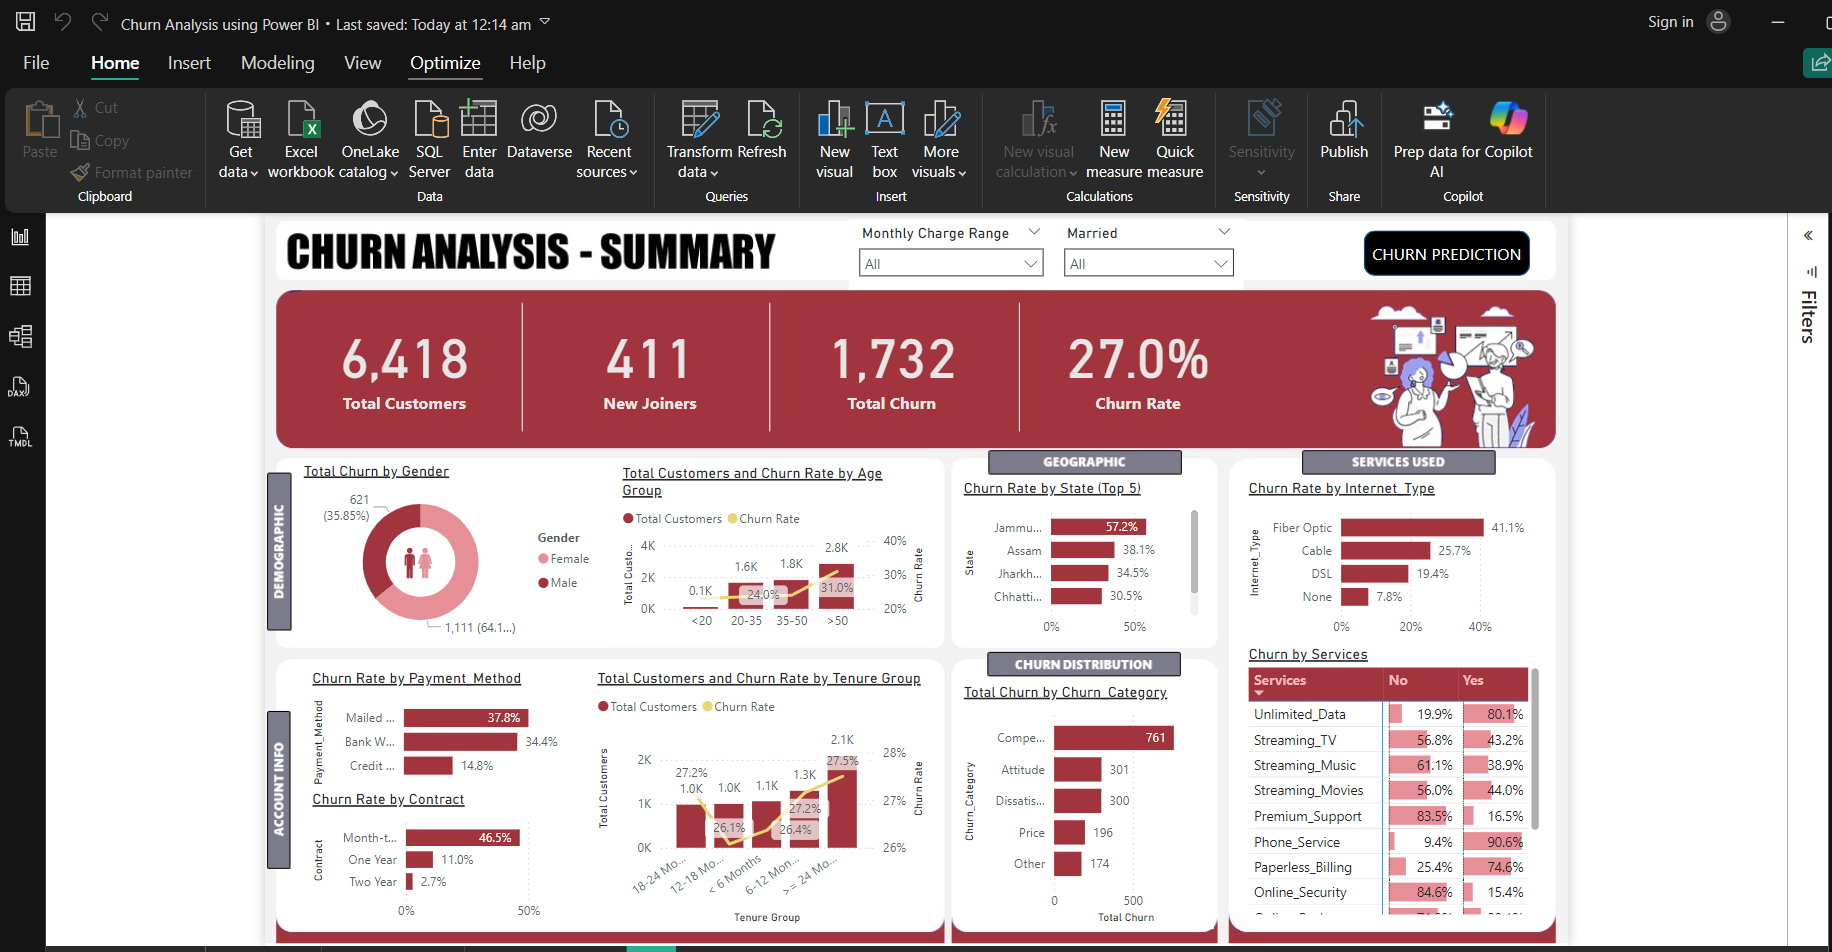 Churn Analysis using Power BI • Last saved: Today at 12:14 am
Sign in
File Home Insert Modeling View Optimize Help
Paste
Cut
Copy
Format painter
Clipboard
Get data
Excel workbook
OneLake catalog
SQL Server
Enter data
Dataverse
Recent sources
Data
Transform data
Refresh
Queries
New visual
Text box
More visuals
Insert
New visual calculation
New measure
Quick measure
Calculations
Sensitivity
Sensitivity
Publish
Share
Prep data for AI
Copilot
Copilot
DAX
TMDL
Filters
CHURN ANALYSIS - SUMMARY
Monthly Charge Range
All
Married
All
CHURN PREDICTION
6,418
Total Customers
411
New Joiners
1,732
Total Churn
27.0%
Churn Rate
DEMOGRAPHIC
Total Churn by Gender
621
(35.85%)
1,111 (64.1...)
Gender
Female
Male
Total Customers and Churn Rate by Age
Group
Total Customers Churn Rate
Total Custo...
4K
2K
0K
0.1K
1.6K
1.8K
2.8K
24.0%
31.0%
40%
30%
20%
Churn Rate
<20 20-35 35-50 >50
GEOGRAPHIC
Churn Rate by State (Top 5)
State
Jammu... 57.2%
Assam 38.1%
Jharkh... 34.5%
Chhatti... 30.5%
0% 50%
SERVICES USED
Churn Rate by Internet_Type
Internet_Type
Fiber Optic 41.1%
Cable 25.7%
DSL 19.4%
None 7.8%
0% 20% 40%
ACCOUNT INFO
Churn Rate by Payment_Method
Payment_Method
Mailed ... 37.8%
Bank W... 34.4%
Credit ... 14.8%
Churn Rate by Contract
Contract
Month-t... 46.5%
One Year 11.0%
Two Year 2.7%
0% 50%
Total Customers and Churn Rate by Tenure Group
Total Customers Churn Rate
Total Customers
2K
1K
0K
27.2%
1.0K
1.0K
1.1K
1.3K
2.1K
27.5%
26.1%
26.4%
27.2%
28%
27%
26%
Churn Rate
18-24 Mo...
12-18 Mo...
< 6 Months
6-12 Mon...
>= 24 Mo...
Tenure Group
CHURN DISTRIBUTION
Total Churn by Churn_Category
Churn_Category
Compe... 761
Attitude 301
Dissatis... 300
Price 196
Other 174
0 500
Total Churn
Churn by Services
Services No Yes
Unlimited_Data 19.9% 80.1%
Streaming_TV 56.8% 43.2%
Streaming_Music 61.1% 38.9%
Streaming_Movies 56.0% 44.0%
Premium_Support 83.5% 16.5%
Phone_Service 9.4% 90.6%
Paperless_Billing 25.4% 74.6%
Online_Security 84.6% 15.4%